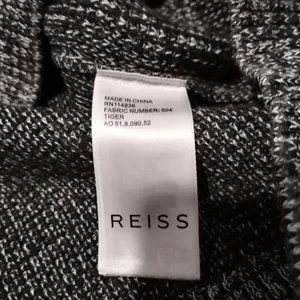 MADE IN CHINA
RN114836
FABRIC NUMBER: 504
TIGER
AO 51,8,090,52
REISS